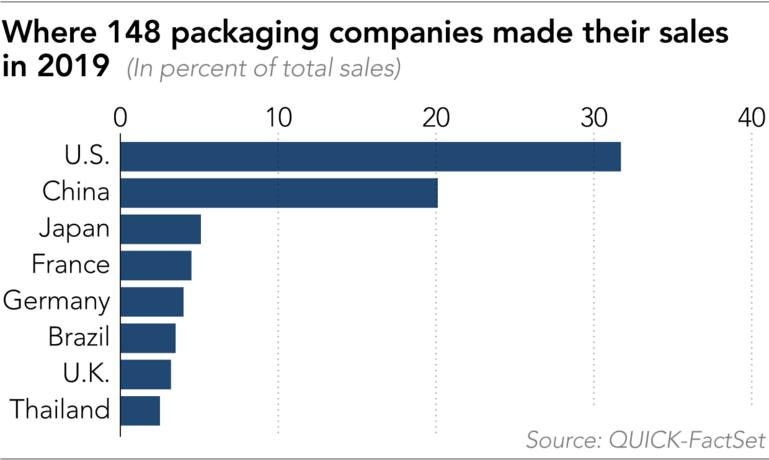 Where 148 packaging companies made their sales
in 2019 (In percent of total sales)
0 10 20 30 40
U.S.
China
Japan
France
Germany
Brazil
U.K.
Thailand
Source: QUICK-FactSet